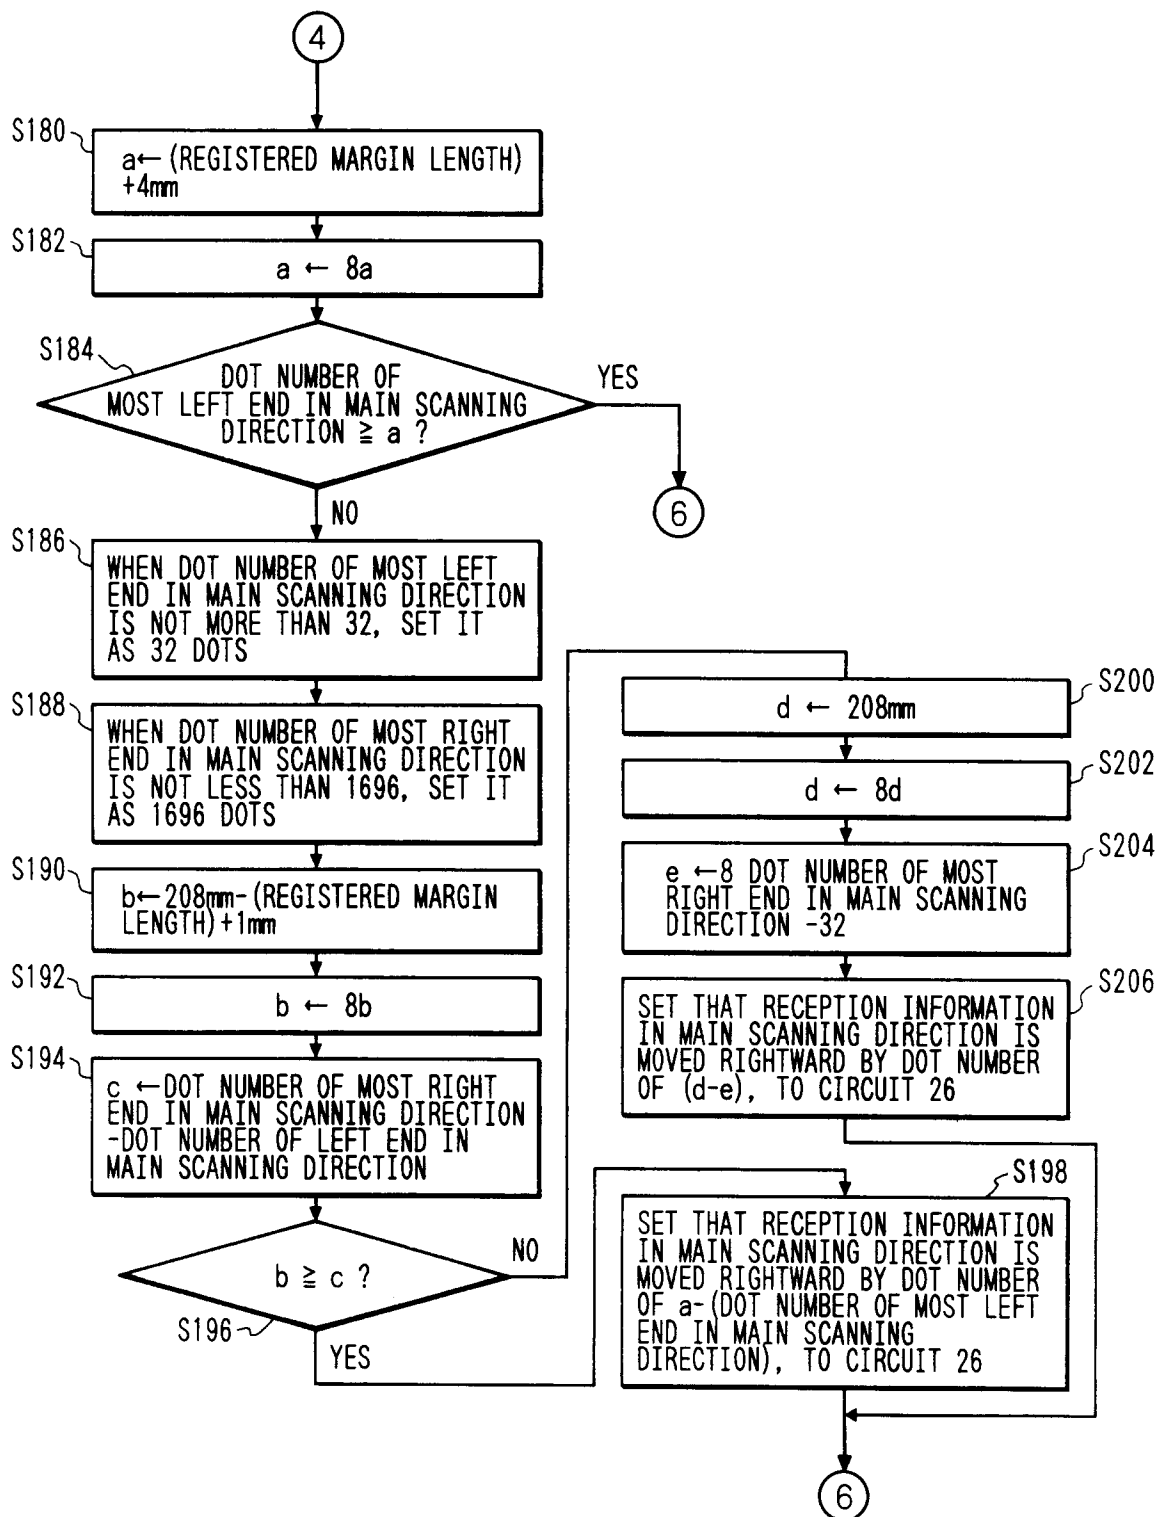 4
S180
a←(REGISTERED MARGIN LENGTH)
+4mm
S182
a ← 8a
S184
DOT NUMBER OF
MOST LEFT END IN MAIN SCANNING
DIRECTION ≧ a ?
YES
6
NO
S186
WHEN DOT NUMBER OF MOST LEFT
END IN MAIN SCANNING DIRECTION
IS NOT MORE THAN 32, SET IT
AS 32 DOTS
S188
WHEN DOT NUMBER OF MOST RIGHT
END IN MAIN SCANNING DIRECTION
IS NOT LESS THAN 1696, SET IT
AS 1696 DOTS
S190
b←208mm-(REGISTERED MARGIN
LENGTH)+1mm
S192
b ← 8b
S194
c ←DOT NUMBER OF MOST RIGHT
END IN MAIN SCANNING DIRECTION
-DOT NUMBER OF LEFT END IN
MAIN SCANNING DIRECTION
b ≧ c ?
NO
S196
YES
S200
d ← 208mm
S202
d ← 8d
S204
e ←8 DOT NUMBER OF MOST
RIGHT END IN MAIN SCANNING
DIRECTION -32
S206
SET THAT RECEPTION INFORMATION
IN MAIN SCANNING DIRECTION IS
MOVED RIGHTWARD BY DOT NUMBER
OF (d-e), TO CIRCUIT 26
S198
SET THAT RECEPTION INFORMATION
IN MAIN SCANNING DIRECTION IS
MOVED RIGHTWARD BY DOT NUMBER
OF a-(DOT NUMBER OF MOST LEFT
END IN MAIN SCANNING
DIRECTION), TO CIRCUIT 26
6